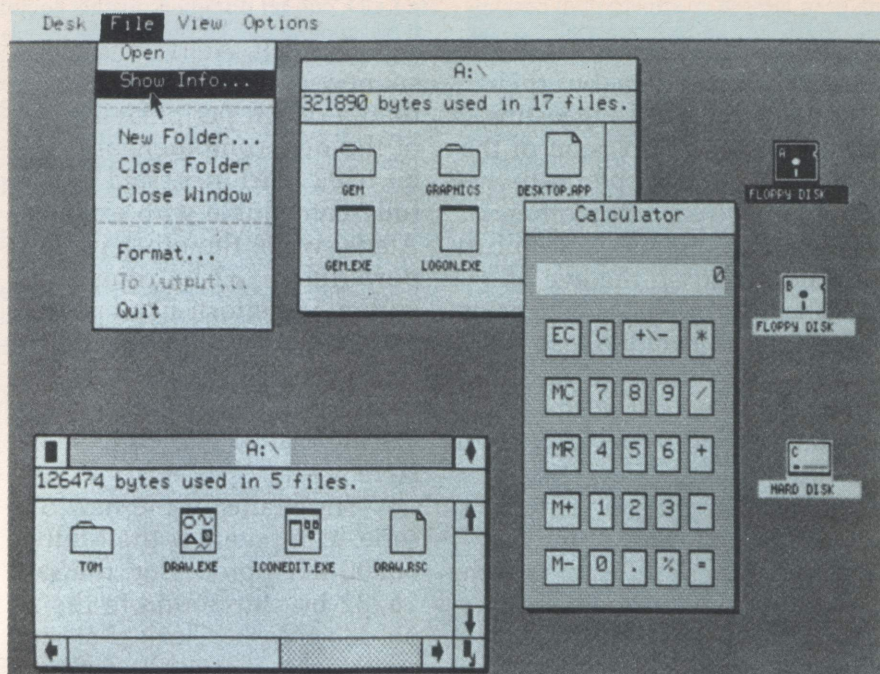 Desk File View Options
Open
Show Info...
New Folder...
Close Folder
Close Window
Format...
To Output...
Quit
A:\
321890 bytes used in 17 files.
GEM GRAPHICS DESKTOP.APP
GEM.EXE LOGON.EXE
Calculator
0
EC C +\- *
MC 7 8 9 /
MR 4 5 6 +
M+ 1 2 3 -
M- 0 . % =
A
FLOPPY DISK
B
FLOPPY DISK
C
HARD DISK
A:\
126474 bytes used in 5 files.
TOM DRAW.EXE ICONEDIT.EXE DRAW.RSC